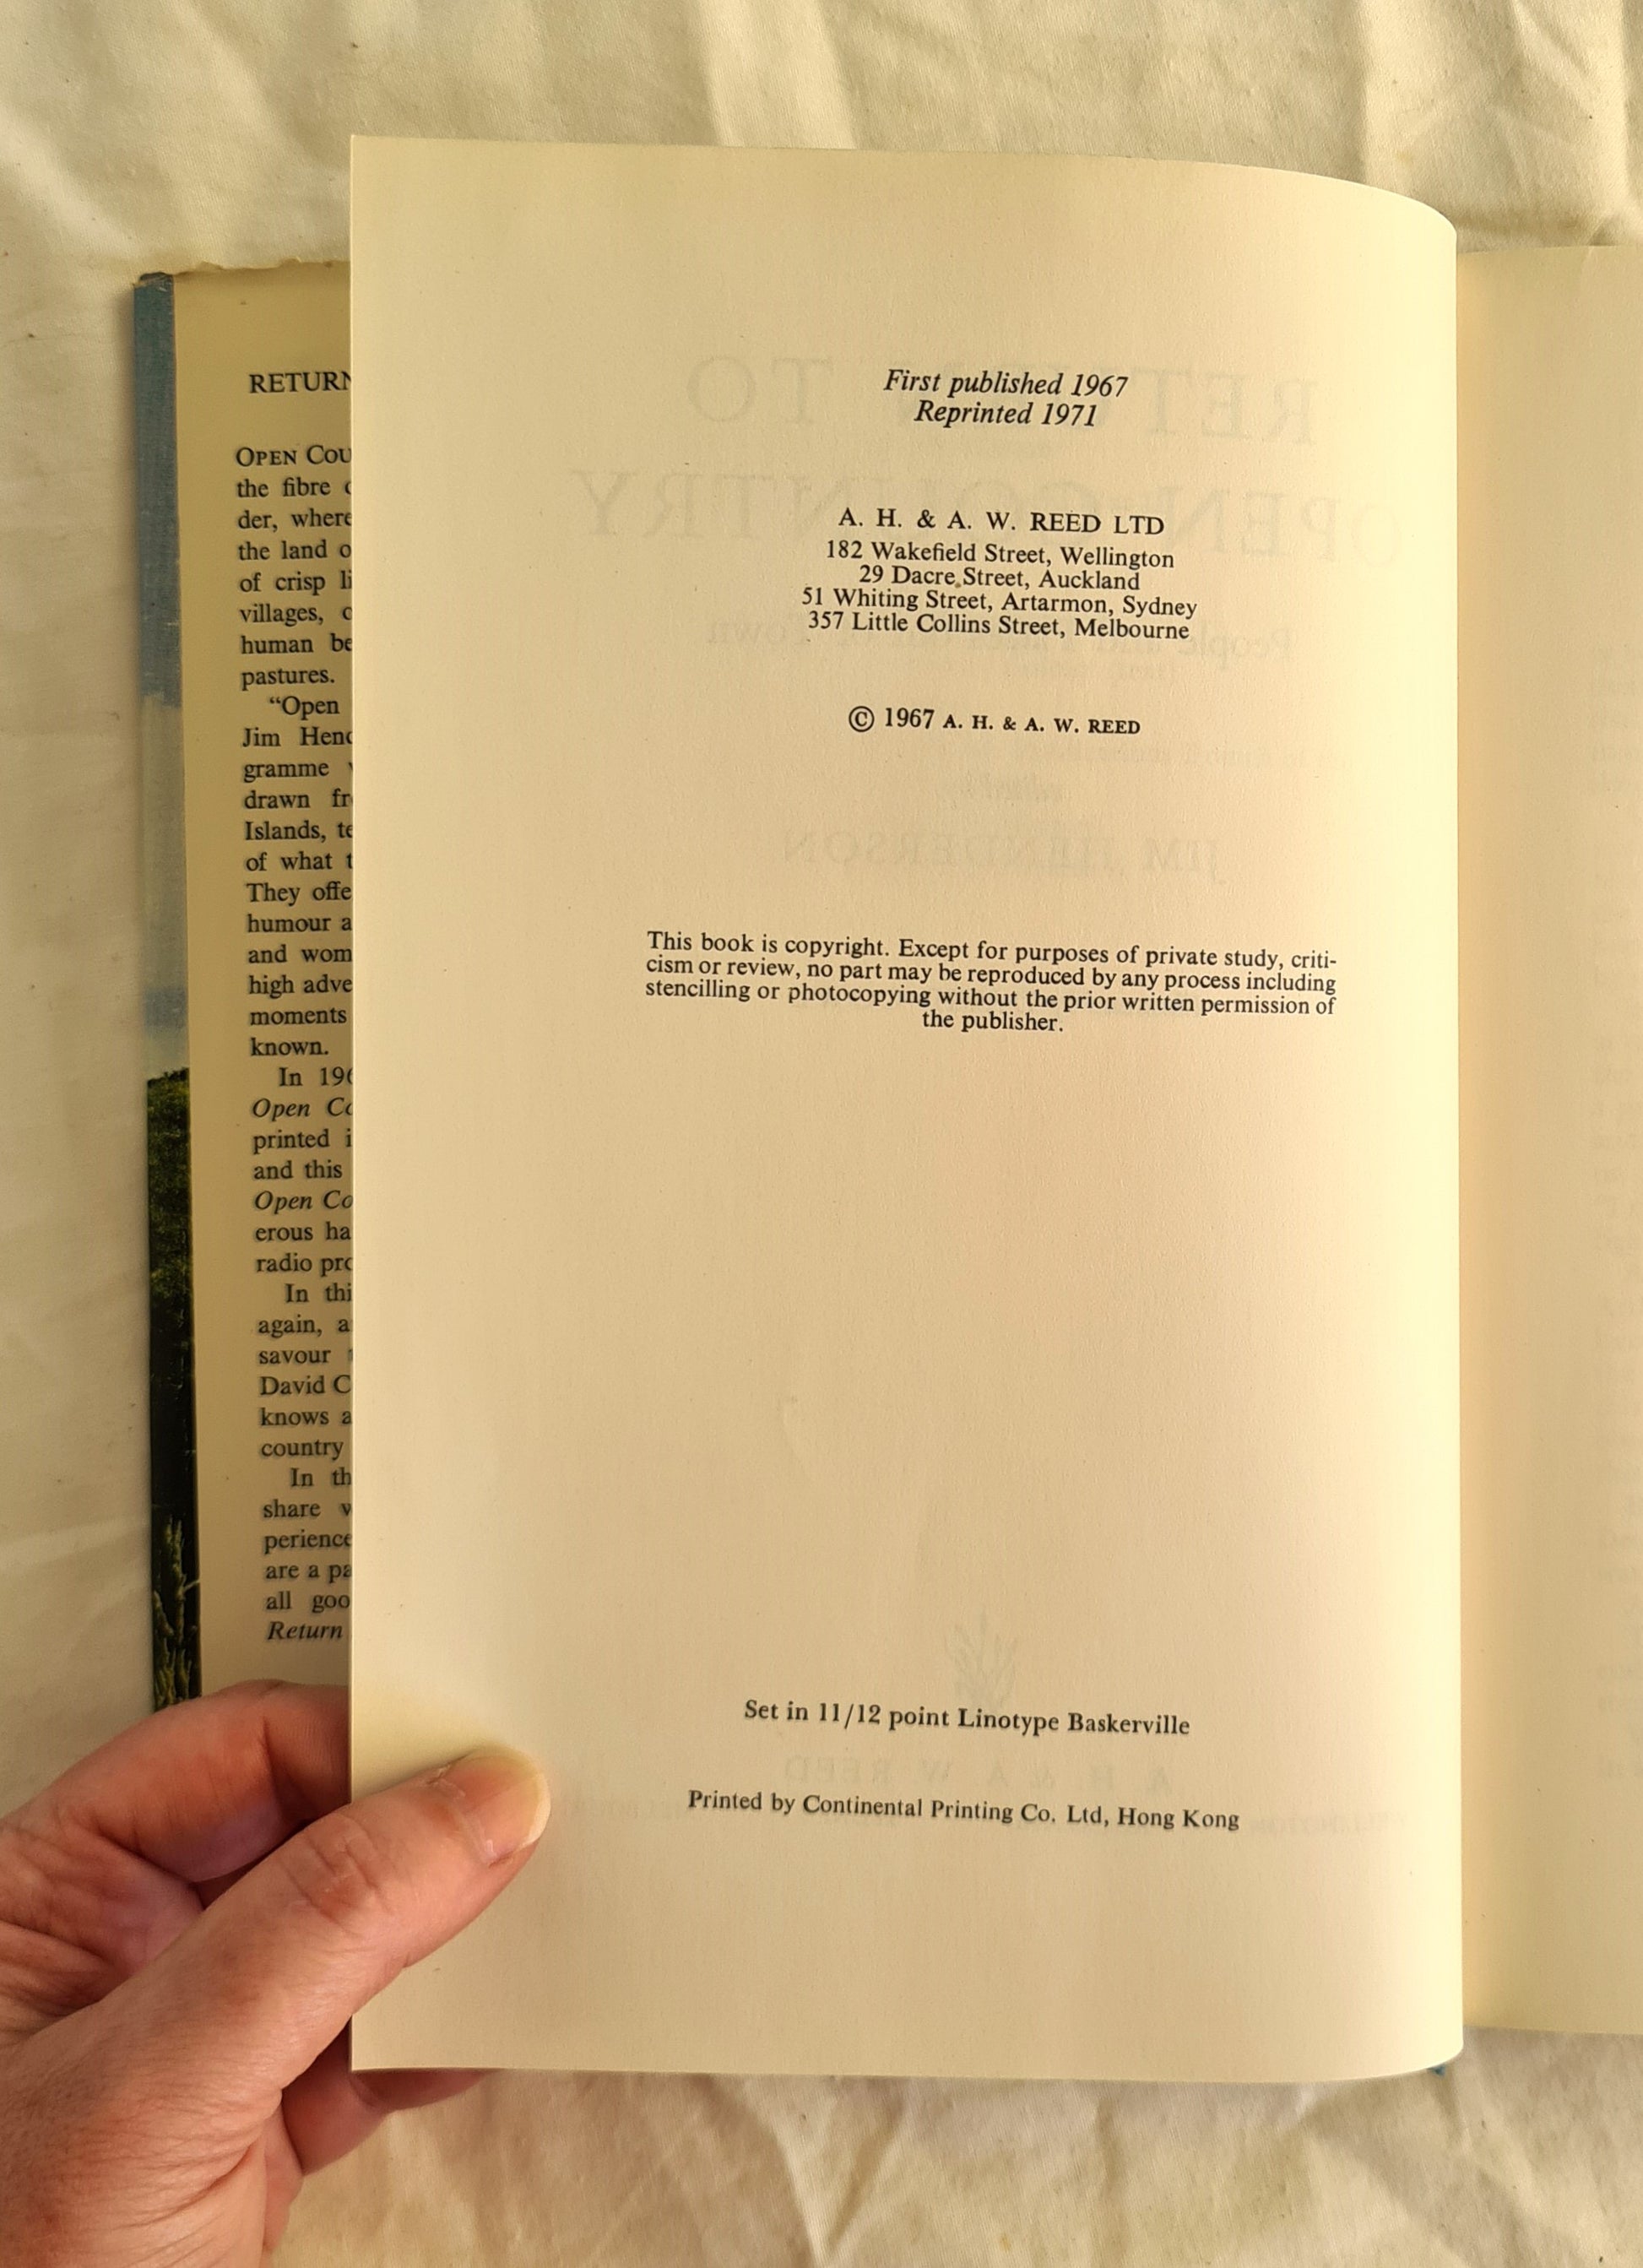 RETURN
OPEN COU
the fibre
der, where
the land o
of crisp li
villages, c
human be
pastures.
"Open
Jim Hend
gramme
drawn fr
Islands, te
of what t
They offe
humour a
and wom
high adve
moments
known.
In 196
Open Co
printed i
and this
Open Co
erous ha
radio pro
In thi
again, a
savour
David C
knows a
country
In th
share v
perience
are a pa
all goo
Return
First published 1967
Reprinted 1971
A. H. & A. W. REED LTD
182 Wakefield Street, Wellington
29 Dacre Street, Auckland
51 Whiting Street, Artarmon, Sydney
357 Little Collins Street, Melbourne
© 1967 A. H. & A. W. REED
This book is copyright. Except for purposes of private study, criti-
cism or review, no part may be reproduced by any process including
stencilling or photocopying without the prior written permission of
the publisher.
Set in 11/12 point Linotype Baskerville
Printed by Continental Printing Co. Ltd, Hong Kong